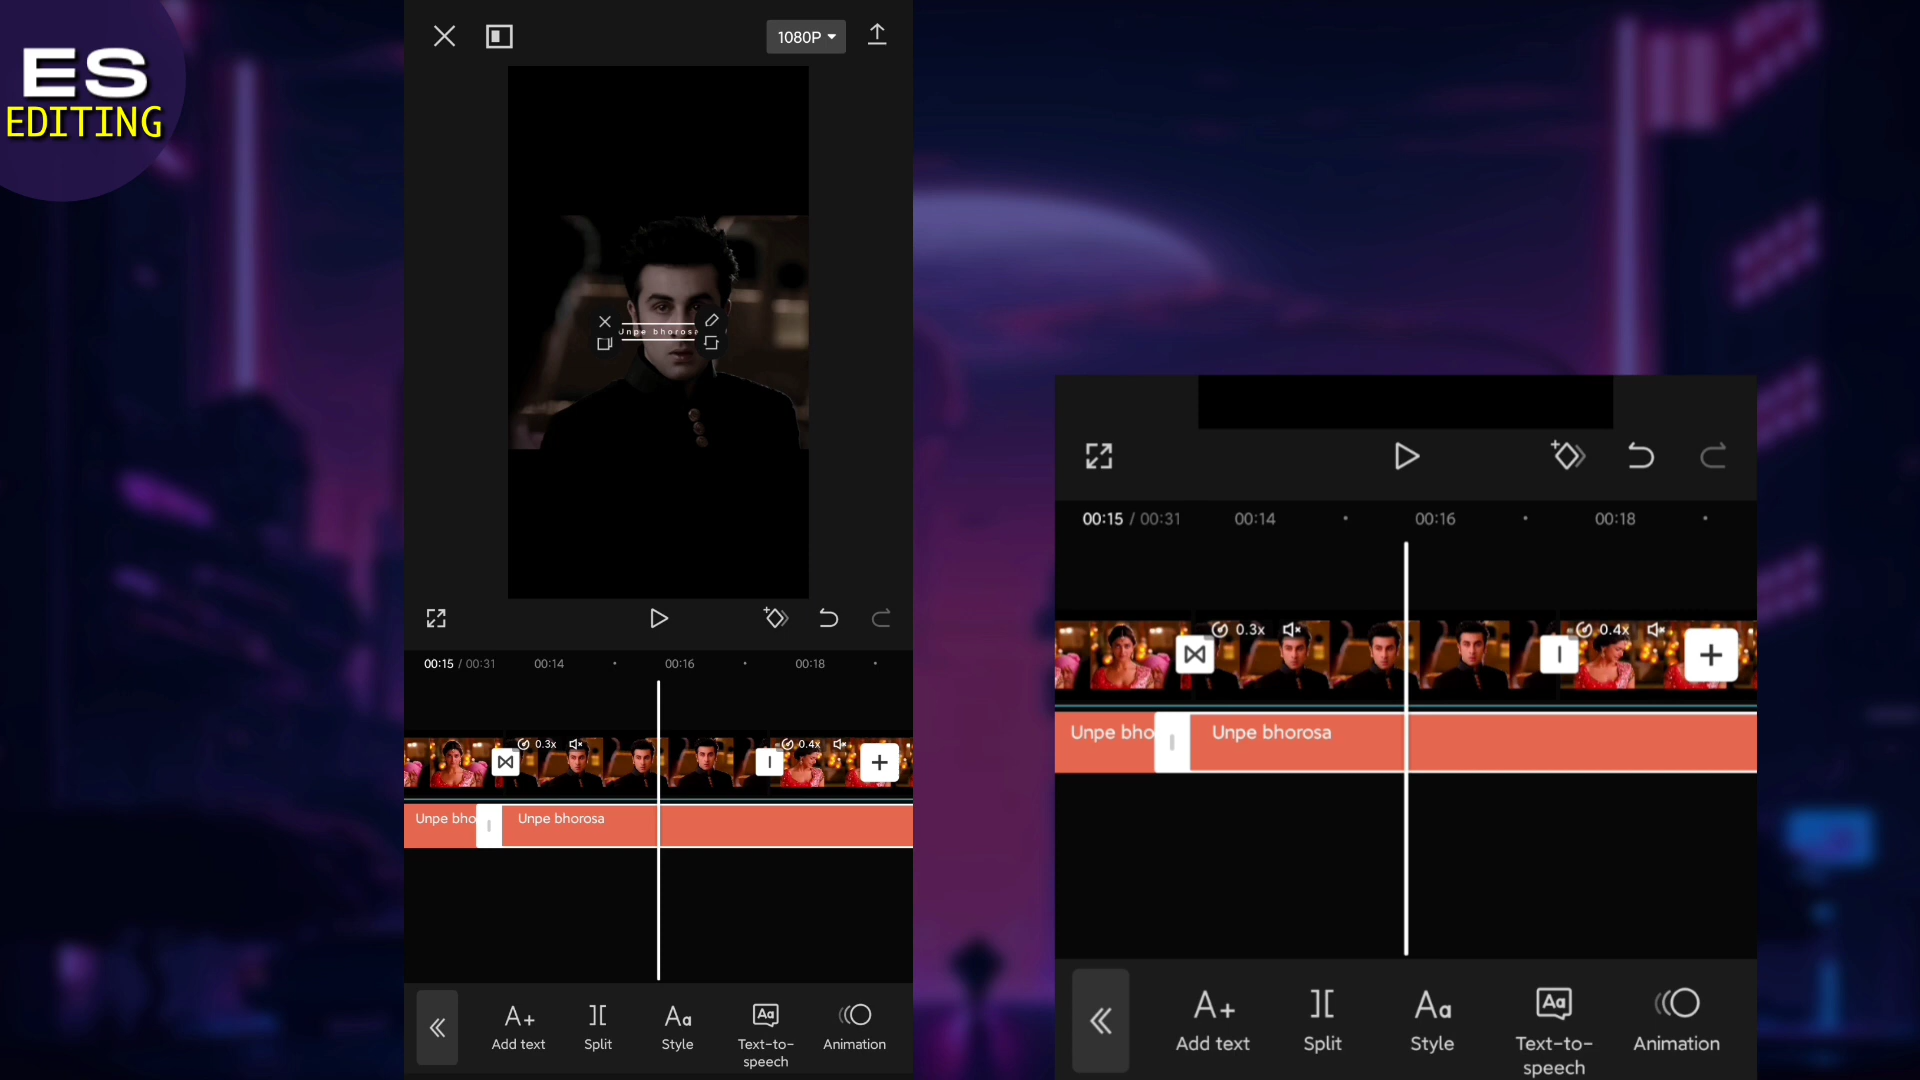 ES
EDITING
1080P
Unpe bhorosa
00:15 / 00:31
00:14
00:16
00:18
0.3x
0.4x
Unpe bho
Unpe bhorosa
Add text
Split
Style
Text-to-
speech
Animation
00:15 / 00:31
00:14
00:16
00:18
0.3x
0.4x
Unpe bho
Unpe bhorosa
Add text
Split
Style
Text-to-
speech
Animation